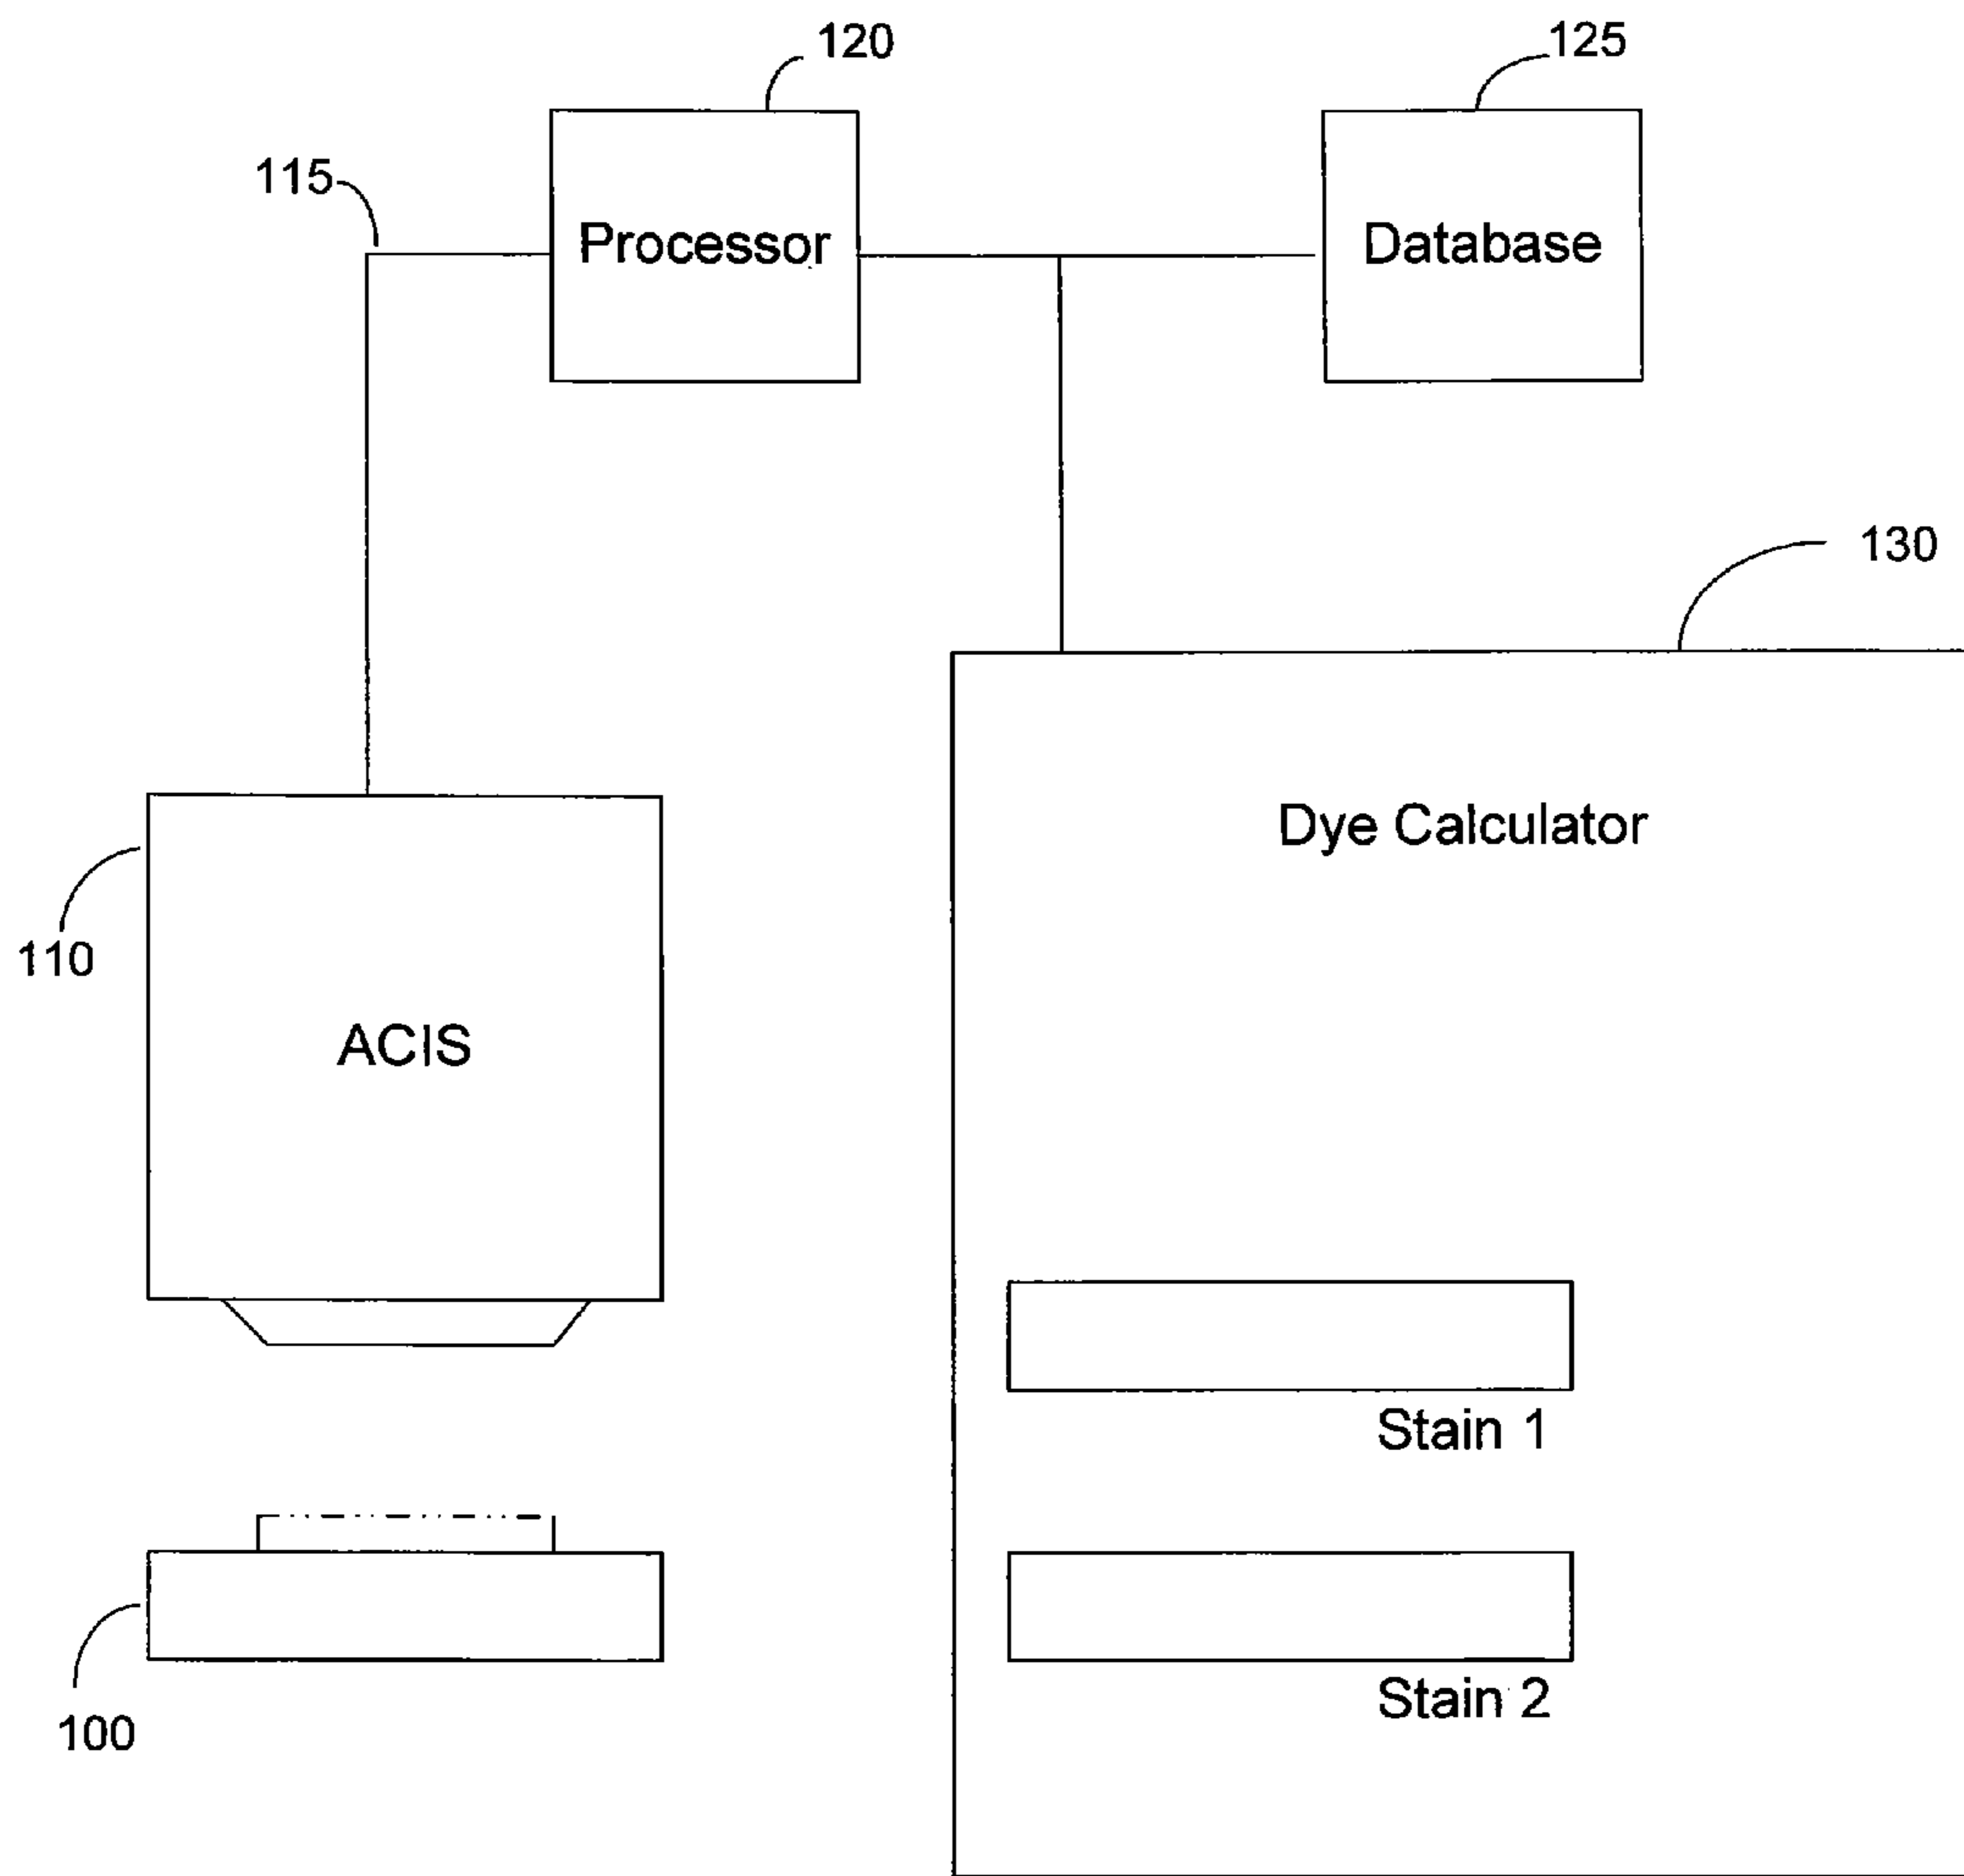 120
125
115
Processor
Database
130
Dye Calculator
110
ACIS
Stain 1
Stain 2
100